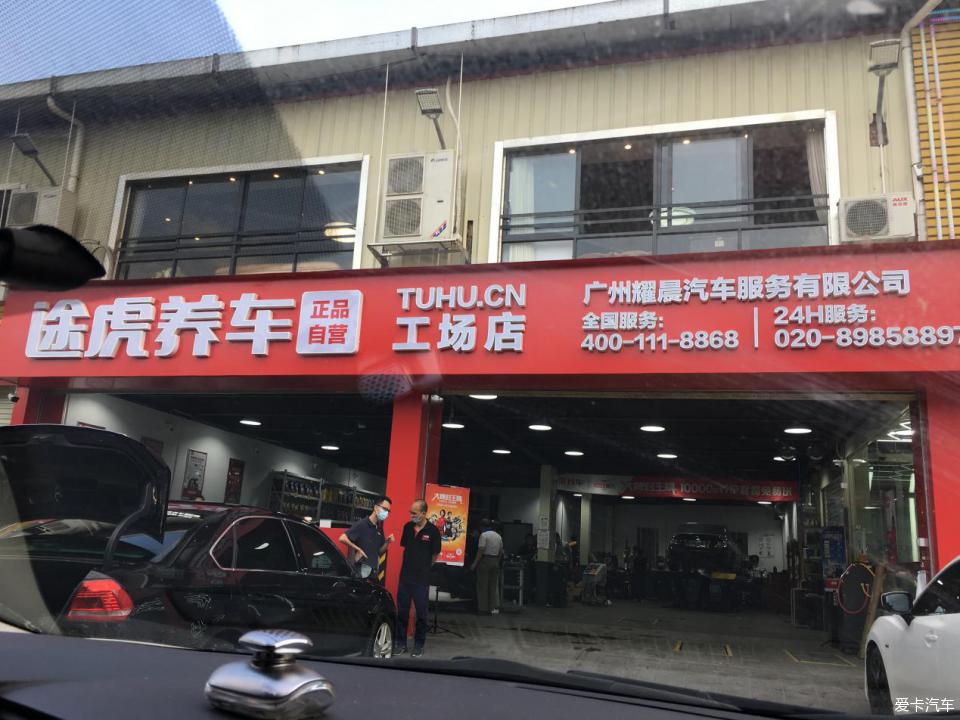 途虎养车
正品
自营
TUHU.CN
工场店
广州耀晨汽车服务有限公司
全国服务:
400-111-8868
24H服务:
020-89858897
AUX
爱卡汽车